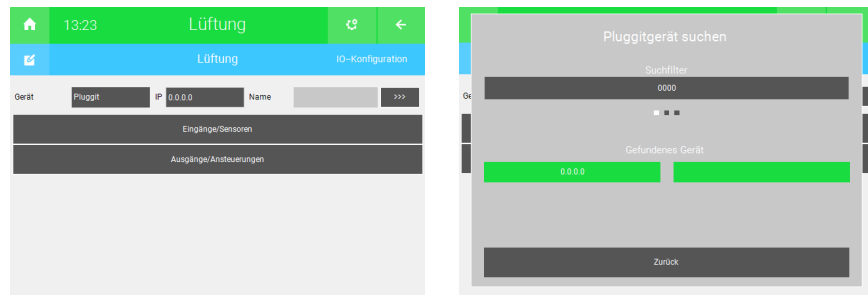 13:23 Lüftung
Lüftung IO-Konfiguration
Gerät Pluggit IP 0.0.0.0 Name >>>
Eingänge/Sensoren
Ausgänge/Ansteuerungen
Pluggitgerät suchen
Suchfilter
Ge
0000
Gefundenes Gerät
0.0.0.0
Zurück